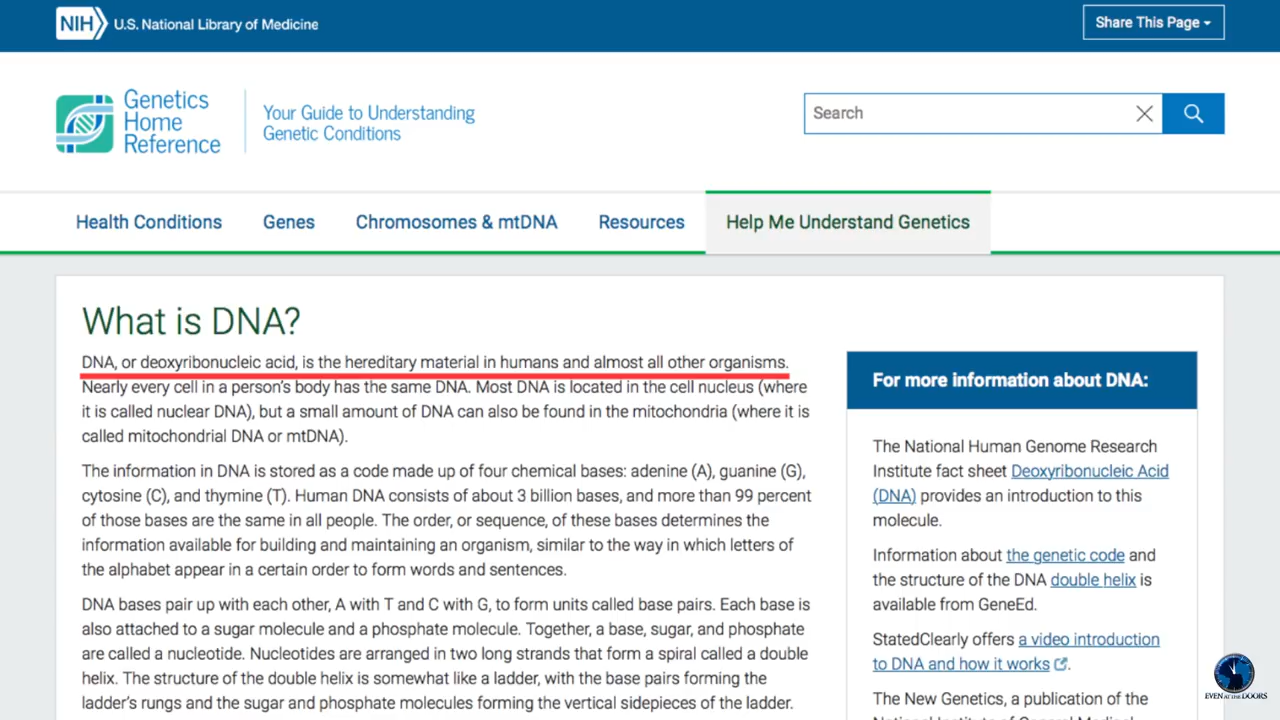 NIH U.S. National Library of Medicine
Share This Page
Genetics
Home
Reference
Your Guide to Understanding
Genetic Conditions
Search
Health Conditions
Genes
Chromosomes & mtDNA
Resources
Help Me Understand Genetics
What is DNA?
DNA, or deoxyribonucleic acid, is the hereditary material in humans and almost all other organisms.
Nearly every cell in a person's body has the same DNA. Most DNA is located in the cell nucleus (where
it is called nuclear DNA), but a small amount of DNA can also be found in the mitochondria (where it is
called mitochondrial DNA or mtDNA).
The information in DNA is stored as a code made up of four chemical bases: adenine (A), guanine (G),
cytosine (C), and thymine (T). Human DNA consists of about 3 billion bases, and more than 99 percent
of those bases are the same in all people. The order, or sequence, of these bases determines the
information available for building and maintaining an organism, similar to the way in which letters of
the alphabet appear in a certain order to form words and sentences.
DNA bases pair up with each other, A with T and C with G, to form units called base pairs. Each base is
also attached to a sugar molecule and a phosphate molecule. Together, a base, sugar, and phosphate
are called a nucleotide. Nucleotides are arranged in two long strands that form a spiral called a double
helix. The structure of the double helix is somewhat like a ladder, with the base pairs forming the
ladder's rungs and the sugar and phosphate molecules forming the vertical sidepieces of the ladder.
For more information about DNA:
The National Human Genome Research
Institute fact sheet Deoxyribonucleic Acid
(DNA) provides an introduction to this
molecule.
Information about the genetic code and
the structure of the DNA double helix is
available from GeneEd.
StatedClearly offers a video introduction
to DNA and how it works.
The New Genetics, a publication of the
National Institute of General Medical
EVEN AT THE DOORS